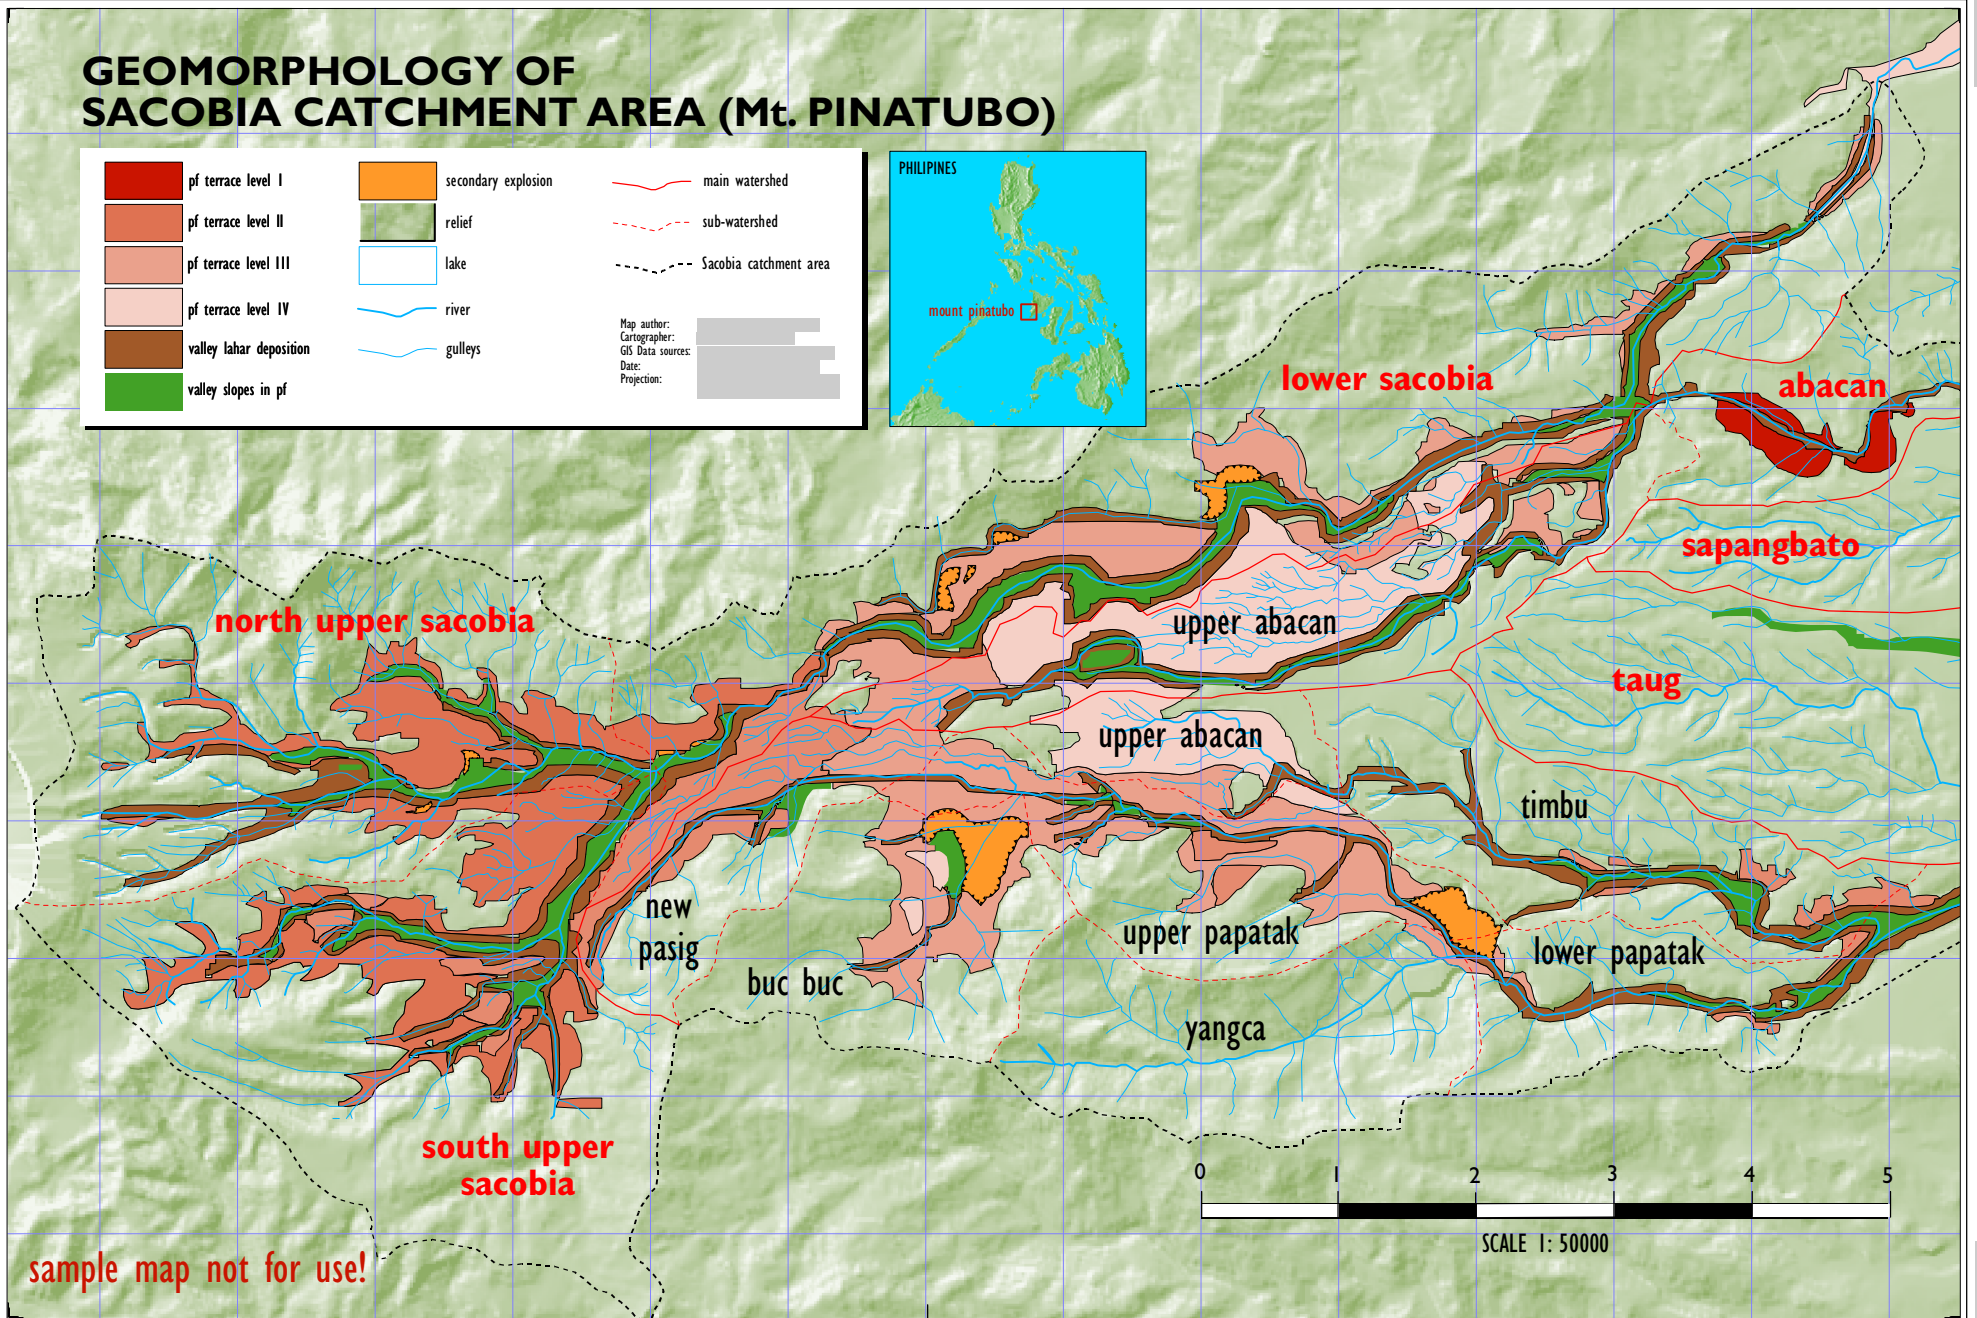 GEOMORPHOLOGY OF
SACOBIA CATCHMENT AREA (Mt. PINATUBO)
pf terrace level I
pf terrace level II
pf terrace level III
pf terrace level IV
valley lahar deposition
valley slopes in pf
secondary explosion
relief
lake
river
gulleys
main watershed
sub-watershed
Sacobia catchment area
Map author:
Cartographer:
GIS Data sources:
Date:
Projection:
PHILIPINES
mount pinatubo
lower sacobia
abacan
sapangbato
north upper sacobia
upper abacan
taug
upper abacan
timbu
new
pasig
upper papatak
lower papatak
buc buc
yangca
south upper
sacobia
0 1 2 3 4 5
SCALE 1: 50000
sample map not for use!